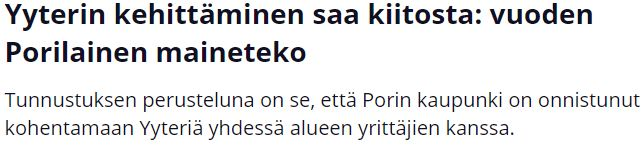 Yyterin kehittäminen saa kiitosta: vuoden
Porilainen maineteko
Tunnustuksen perusteluna on se, että Porin kaupunki on onnistunut
kohentamaan Yyteriä yhdessä alueen yrittäjien kanssa.